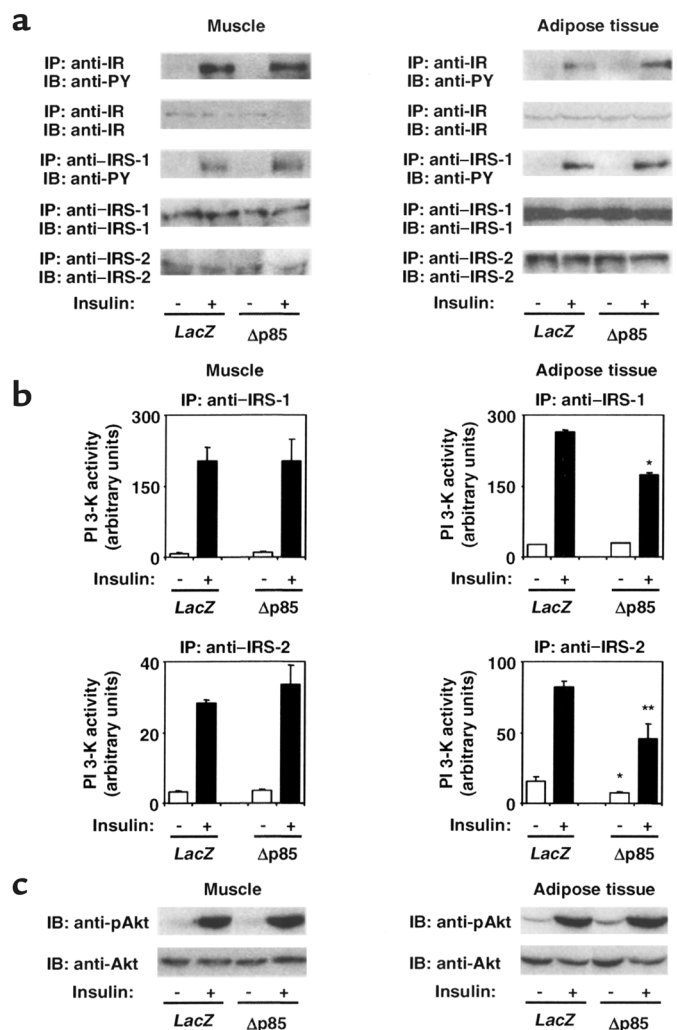 a
Muscle
IP: anti-IR
IB: anti-PY
IP: anti-IR
IB: anti-IR
IP: anti–IRS-1
IB: anti-PY
IP: anti–IRS-1
IB: anti–IRS-1
IP: anti–IRS-2
IB: anti–IRS-2
Insulin: - + - +
LacZ Δp85
Adipose tissue
IP: anti-IR
IB: anti-PY
IP: anti-IR
IB: anti-IR
IP: anti–IRS-1
IB: anti-PY
IP: anti–IRS-1
IB: anti–IRS-1
IP: anti–IRS-2
IB: anti–IRS-2
Insulin: - + - +
LacZ Δp85
b
Muscle
IP: anti–IRS-1
PI 3-K activity
(arbitrary units)
300
150
0
Insulin: - + - +
LacZ Δp85
Adipose tissue
IP: anti–IRS-1
PI 3-K activity
(arbitrary units)
300
150
0
*
Insulin: - + - +
LacZ Δp85
IP: anti–IRS-2
PI 3-K activity
(arbitrary units)
40
20
0
Insulin: - + - +
LacZ Δp85
IP: anti–IRS-2
PI 3-K activity
(arbitrary units)
100
50
0
* **
Insulin: - + - +
LacZ Δp85
c
Muscle
IB: anti-pAkt
IB: anti-Akt
Insulin: - + - +
LacZ Δp85
Adipose tissue
IB: anti-pAkt
IB: anti-Akt
Insulin: - + - +
LacZ Δp85